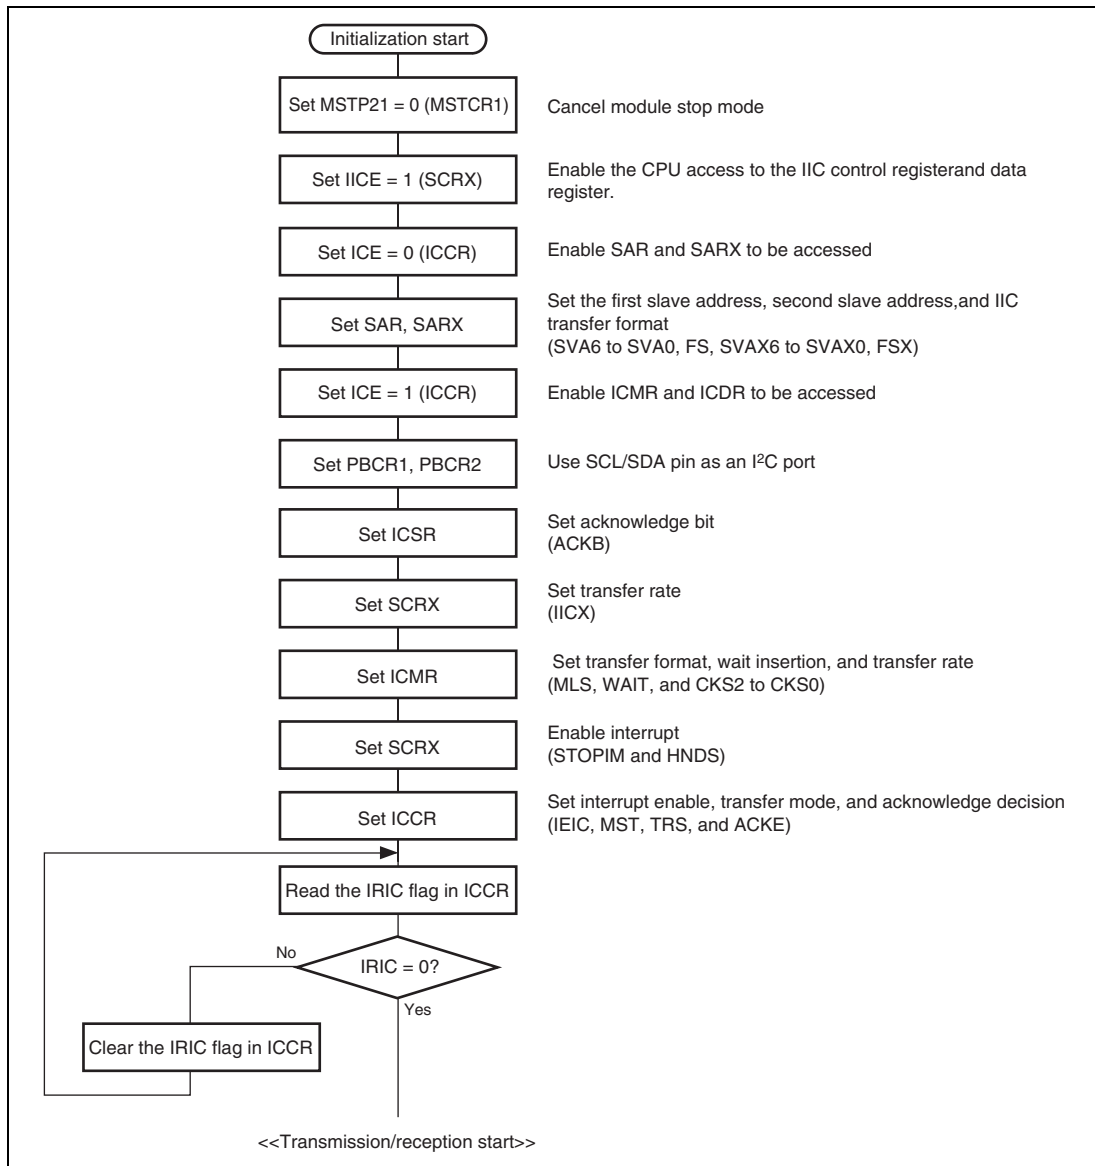 Initialization start
Set MSTP21 = 0 (MSTCR1)
Cancel module stop mode
Set IICE = 1 (SCRX)
Enable the CPU access to the IIC control registerand data
register.
Set ICE = 0 (ICCR)
Enable SAR and SARX to be accessed
Set SAR, SARX
Set the first slave address, second slave address,and IIC
transfer format
(SVA6 to SVA0, FS, SVAX6 to SVAX0, FSX)
Set ICE = 1 (ICCR)
Enable ICMR and ICDR to be accessed
Set PBCR1, PBCR2
Use SCL/SDA pin as an I²C port
Set ICSR
Set acknowledge bit
(ACKB)
Set SCRX
Set transfer rate
(IICX)
Set ICMR
Set transfer format, wait insertion, and transfer rate
(MLS, WAIT, and CKS2 to CKS0)
Set SCRX
Enable interrupt
(STOPIM and HNDS)
Set ICCR
Set interrupt enable, transfer mode, and acknowledge decision
(IEIC, MST, TRS, and ACKE)
Read the IRIC flag in ICCR
No
IRIC = 0?
Yes
Clear the IRIC flag in ICCR
<<Transmission/reception start>>